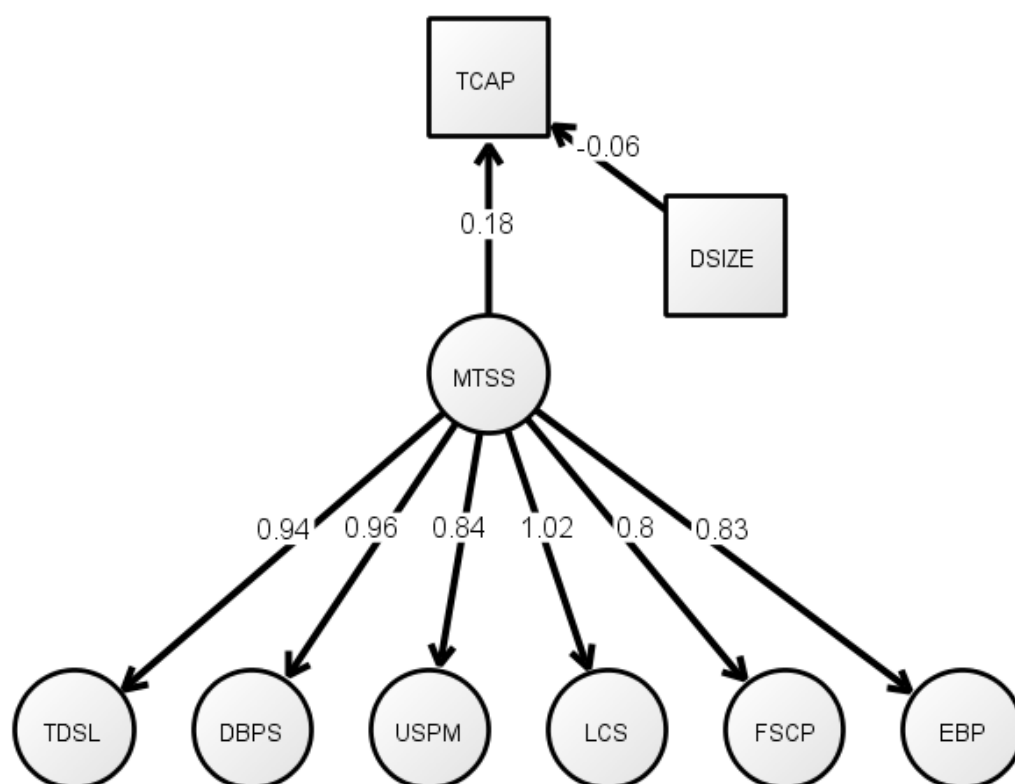 TCAP
-0.06
0.18
DSIZE
MTSS
0.94 0.96 0.84 1.02 0.8 0.83
TDSL DBPS USPM LCS FSCP EBP